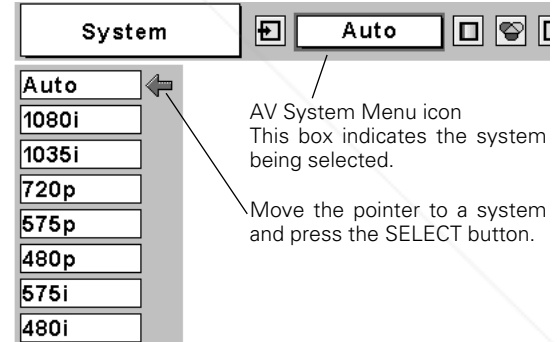 System
Auto
Auto
1080i
1035i
720p
575p
480p
575i
480i
AV System Menu icon
This box indicates the system
being selected.
Move the pointer to a system
and press the SELECT button.